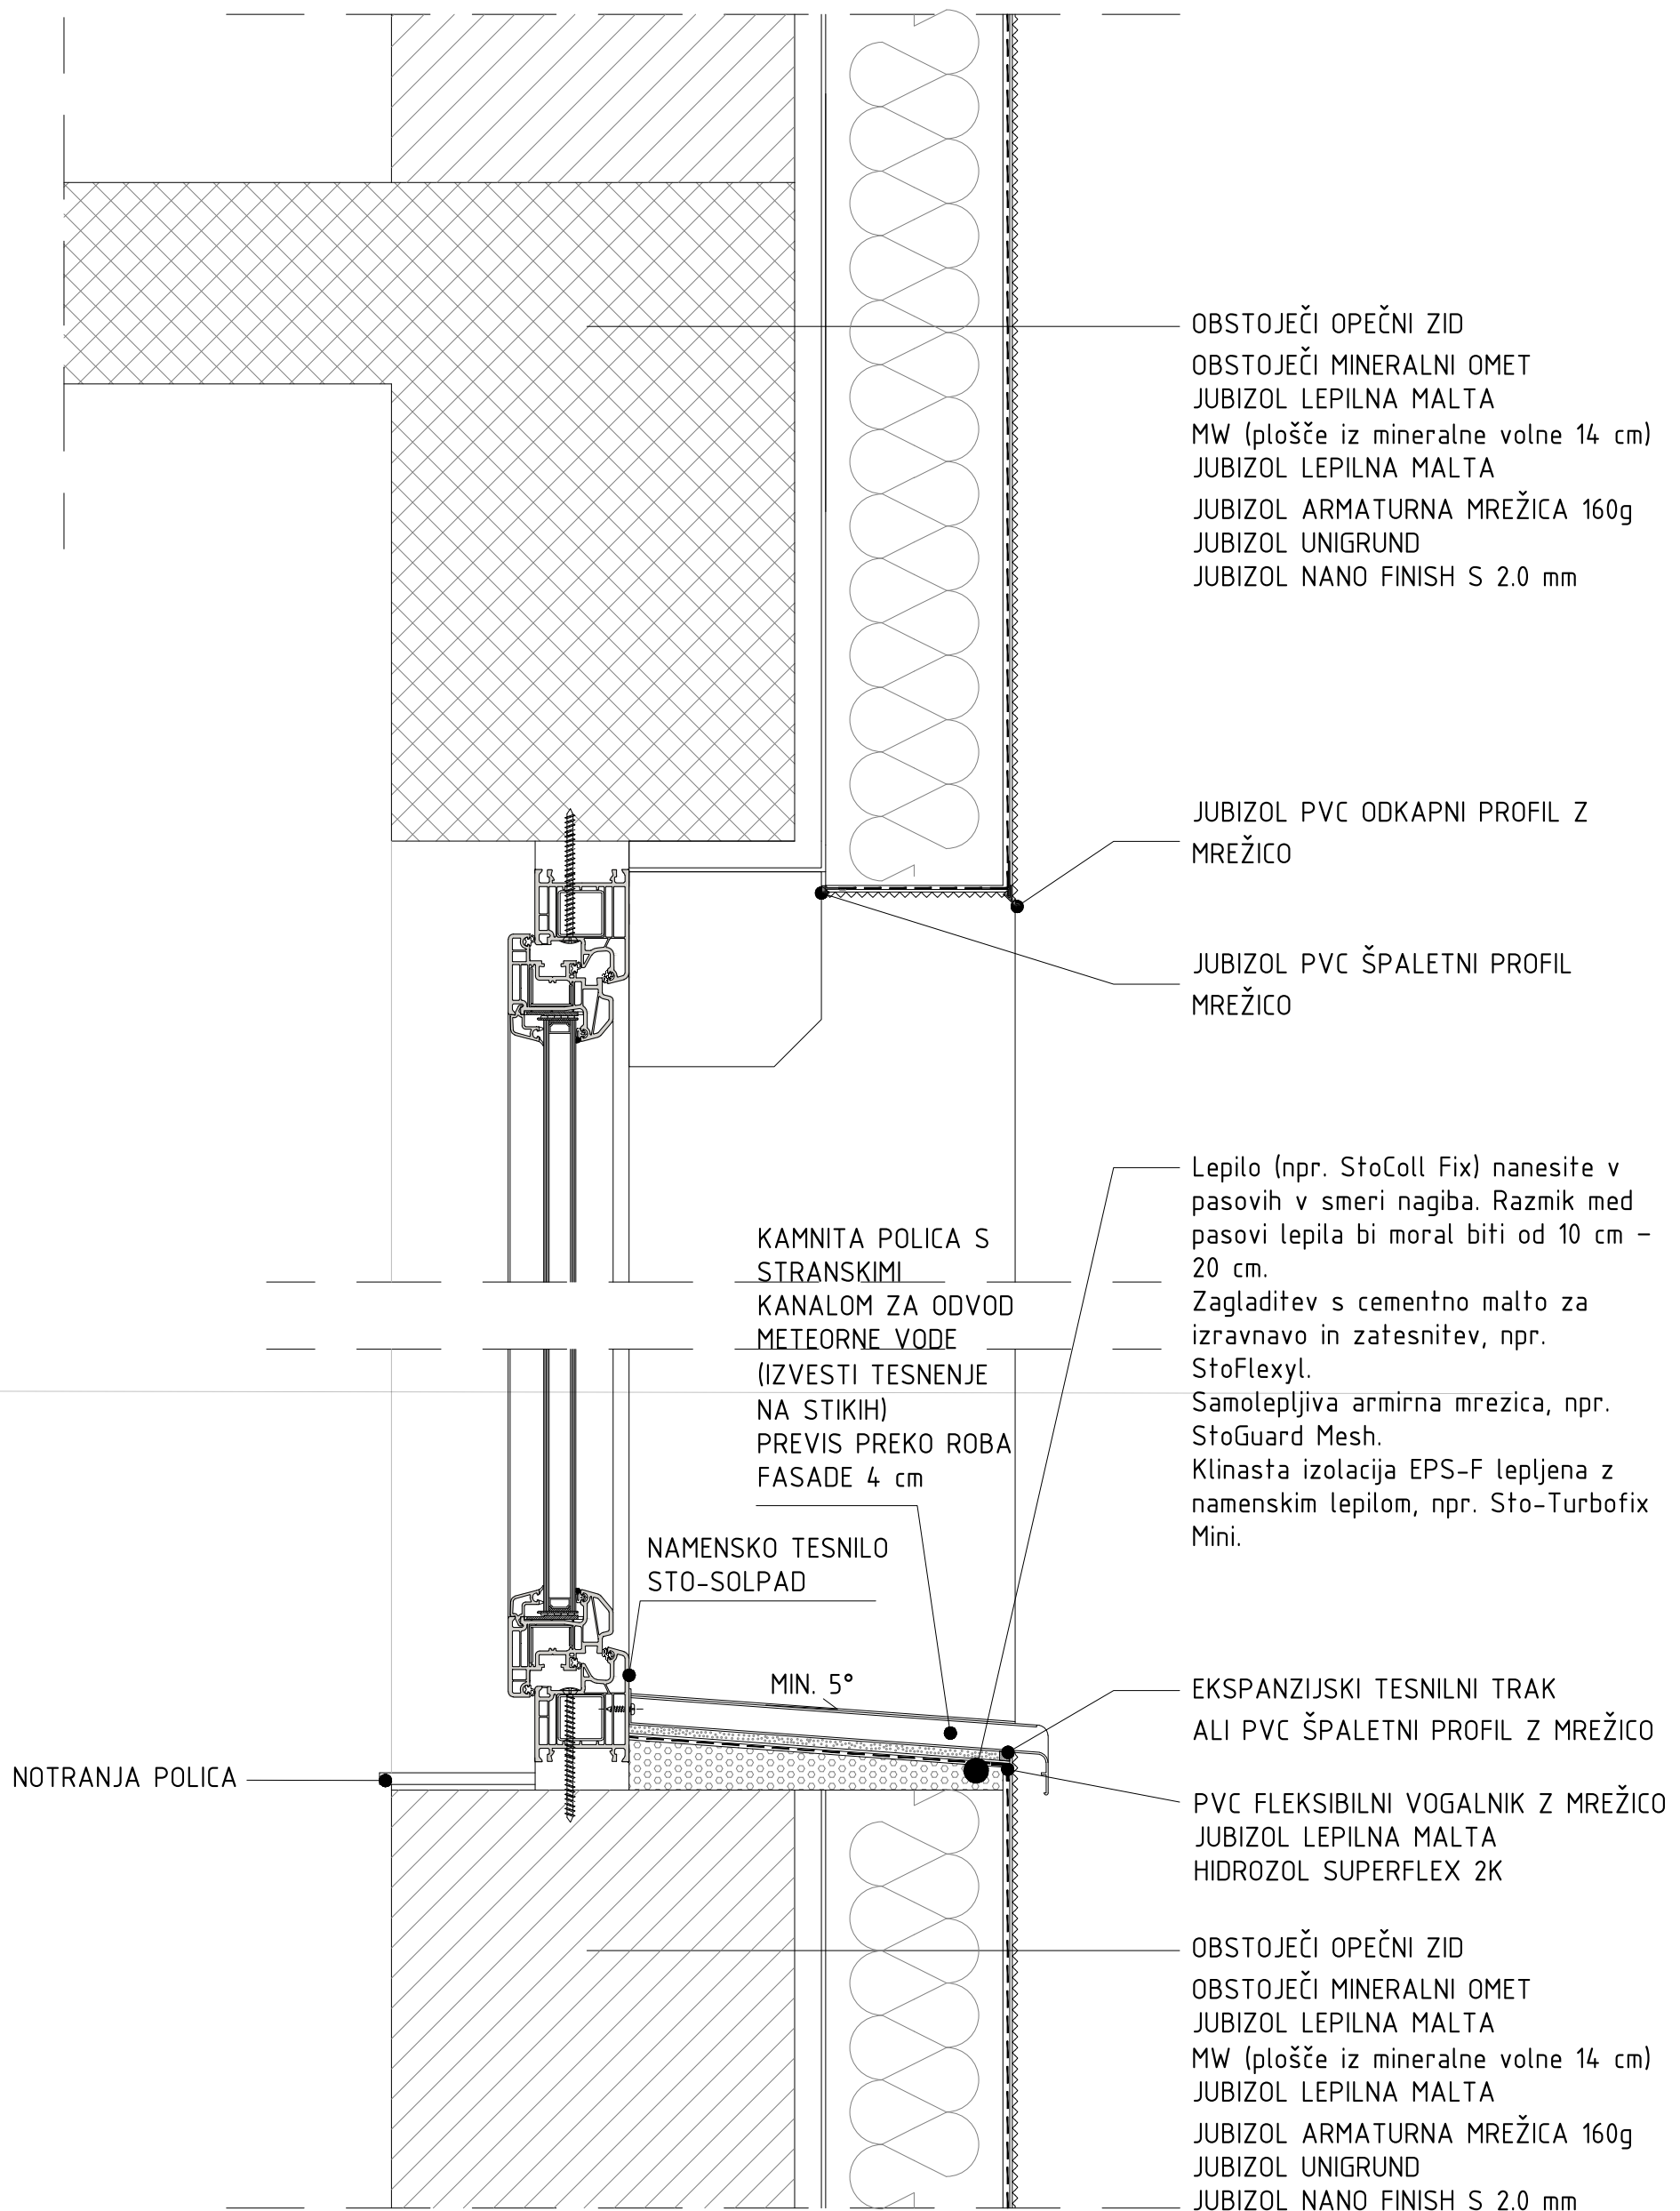 OBSTOJEČI OPEČNI ZID
OBSTOJEČI MINERALNI OMET
JUBIZOL LEPILNA MALTA
MW (plošče iz mineralne volne 14 cm)
JUBIZOL LEPILNA MALTA
JUBIZOL ARMATURNA MREŽICA 160g
JUBIZOL UNIGRUND
JUBIZOL NANO FINISH S 2.0 mm
JUBIZOL PVC ODKAPNI PROFIL Z
MREŽICO
JUBIZOL PVC ŠPALETNI PROFIL
MREŽICO
Lepilo (npr. StoColl Fix) nanesite v
pasovih v smeri nagiba. Razmik med
pasovi lepila bi moral biti od 10 cm –
20 cm.
Zagladitev s cementno malto za
izravnavo in zatesnitev, npr.
StoFlexyl.
Samolepljiva armirna mrezica, npr.
StoGuard Mesh.
Klinasta izolacija EPS-F lepljena z
namenskim lepilom, npr. Sto-Turbofix
Mini.
KAMNITA POLICA S
STRANSKIMI
KANALOM ZA ODVOD
METEORNE VODE
(IZVESTI TESNENJE
NA STIKIH)
PREVIS PREKO ROBA
FASADE 4 cm
NAMENSKO TESNILO
STO-SOLPAD
MIN. 5°
EKSPANZIJSKI TESNILNI TRAK
ALI PVC ŠPALETNI PROFIL Z MREŽICO
NOTRANJA POLICA
PVC FLEKSIBILNI VOGALNIK Z MREŽICO
JUBIZOL LEPILNA MALTA
HIDROZOL SUPERFLEX 2K
OBSTOJEČI OPEČNI ZID
OBSTOJEČI MINERALNI OMET
JUBIZOL LEPILNA MALTA
MW (plošče iz mineralne volne 14 cm)
JUBIZOL LEPILNA MALTA
JUBIZOL ARMATURNA MREŽICA 160g
JUBIZOL UNIGRUND
JUBIZOL NANO FINISH S 2.0 mm